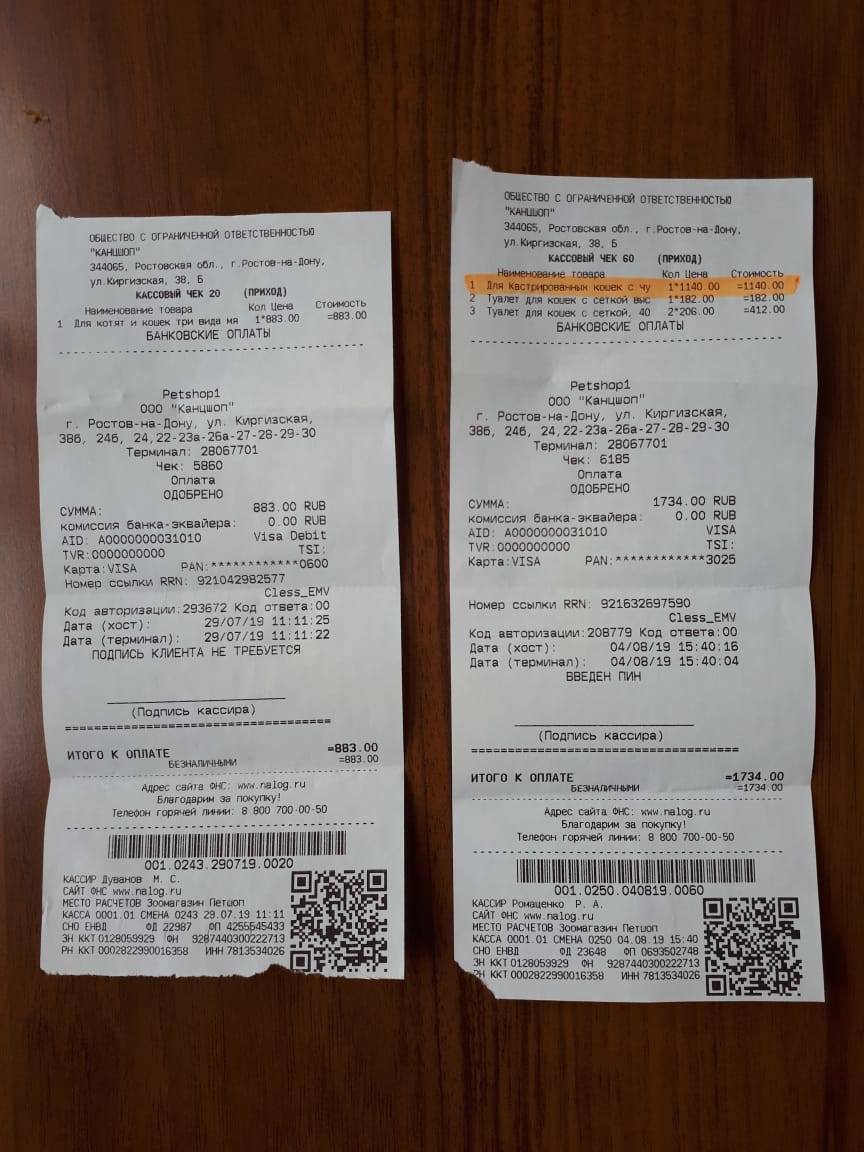 ОБЩЕСТВО С ОГРАНИЧЕННОЙ ОТВЕТСТВЕННОСТЬЮ
"КАНЦШОП"
344065, Ростовская обл., г.Ростов-на-Дону,
ул.Киргизская, 38, Б
КАССОВЫЙ ЧЕК 20 (ПРИХОД)
Наименование товара Кол Цена Стоимость
1 Для котят и кошек три вида мя 1*883.00 =883.00
БАНКОВСКИЕ ОПЛАТЫ
Petshop1
ООО "Канцшоп"
г. Ростов-на-Дону, ул. Киргизская,
38б, 24б, 24,22-23а-26а-27-28-29-30
Терминал: 28067701
Чек: 5860
Оплата
ОДОБРЕНО
СУММА: 883.00 RUB
комиссия банка-эквайера: 0.00 RUB
AID: A0000000031010 Visa Debit
TVR:0000000000 TSI:
Карта:VISA PAN:************0600
Номер ссылки RRN: 921042982577
Cless_EMV
Код авторизации:293672 Код ответа:00
Дата (хост): 29/07/19 11:11:25
Дата (терминал): 29/07/19 11:11:22
ПОДПИСЬ КЛИЕНТА НЕ ТРЕБУЕТСЯ
(Подпись кассира)
ИТОГО К ОПЛАТЕ =883.00
БЕЗНАЛИЧНЫМИ =883.00
Адрес сайта ФНС: www.nalog.ru
Благодарим за покупку!
Телефон горячей линии: 8 800 700-00-50
001.0243.290719.0020
КАССИР Дуванов М. С.
САЙТ ФНС www.nalog.ru
МЕСТО РАСЧЕТОВ Зоомагазин Петшоп
КАССА 0001.01 СМЕНА 0243 29.07.19 11:11
СНО ЕНВД ФД 22987 ФП 4255545433
ЗН ККТ 0128059929 ФН 9287440300222713
РН ККТ 0002822990016358 ИНН 7813534026
ОБЩЕСТВО С ОГРАНИЧЕННОЙ ОТВЕТСТВЕННОСТЬЮ
"КАНЦШОП"
344065, Ростовская обл., г.Ростов-на-Дону,
ул.Киргизская, 38, Б
КАССОВЫЙ ЧЕК 60 (ПРИХОД)
Наименование товара Кол Цена Стоимость
1 Для Кастрированных кошек с чу 1*1140.00 =1140.00
2 Туалет для кошек с сеткой выс 1*182.00 =182.00
3 Туалет для кошек с сеткой, 40 2*206.00 =412.00
БАНКОВСКИЕ ОПЛАТЫ
Petshop1
ООО "Канцшоп"
г. Ростов-на-Дону, ул. Киргизская,
38б, 24б, 24,22-23а-26а-27-28-29-30
Терминал: 28067701
Чек: 6185
Оплата
ОДОБРЕНО
СУММА: 1734.00 RUB
комиссия банка-эквайера: 0.00 RUB
AID: A0000000031010 VISA
TVR:0000000000 TSI:
Карта:VISA PAN:************3025
Номер ссылки RRN: 921632697590
Cless_EMV
Код авторизации:208779 Код ответа:00
Дата (хост): 04/08/19 15:40:16
Дата (терминал): 04/08/19 15:40:04
ВВЕДЕН ПИН
(Подпись кассира)
ИТОГО К ОПЛАТЕ =1734.00
БЕЗНАЛИЧНЫМИ =1734.00
Адрес сайта ФНС: www.nalog.ru
Благодарим за покупку!
Телефон горячей линии: 8 800 700-00-50
001.0250.040819.0060
КАССИР Ромаценко Р. А.
САЙТ ФНС www.nalog.ru
МЕСТО РАСЧЕТОВ Зоомагазин Петшоп
КАССА 0001.01 СМЕНА 0250 04.08.19 15:40
СНО ЕНВД ФД 23648 ФП 0693502748
ЗН ККТ 0128059929 ФН 9287440300222713
РН ККТ 0002822990016358 ИНН 7813534026